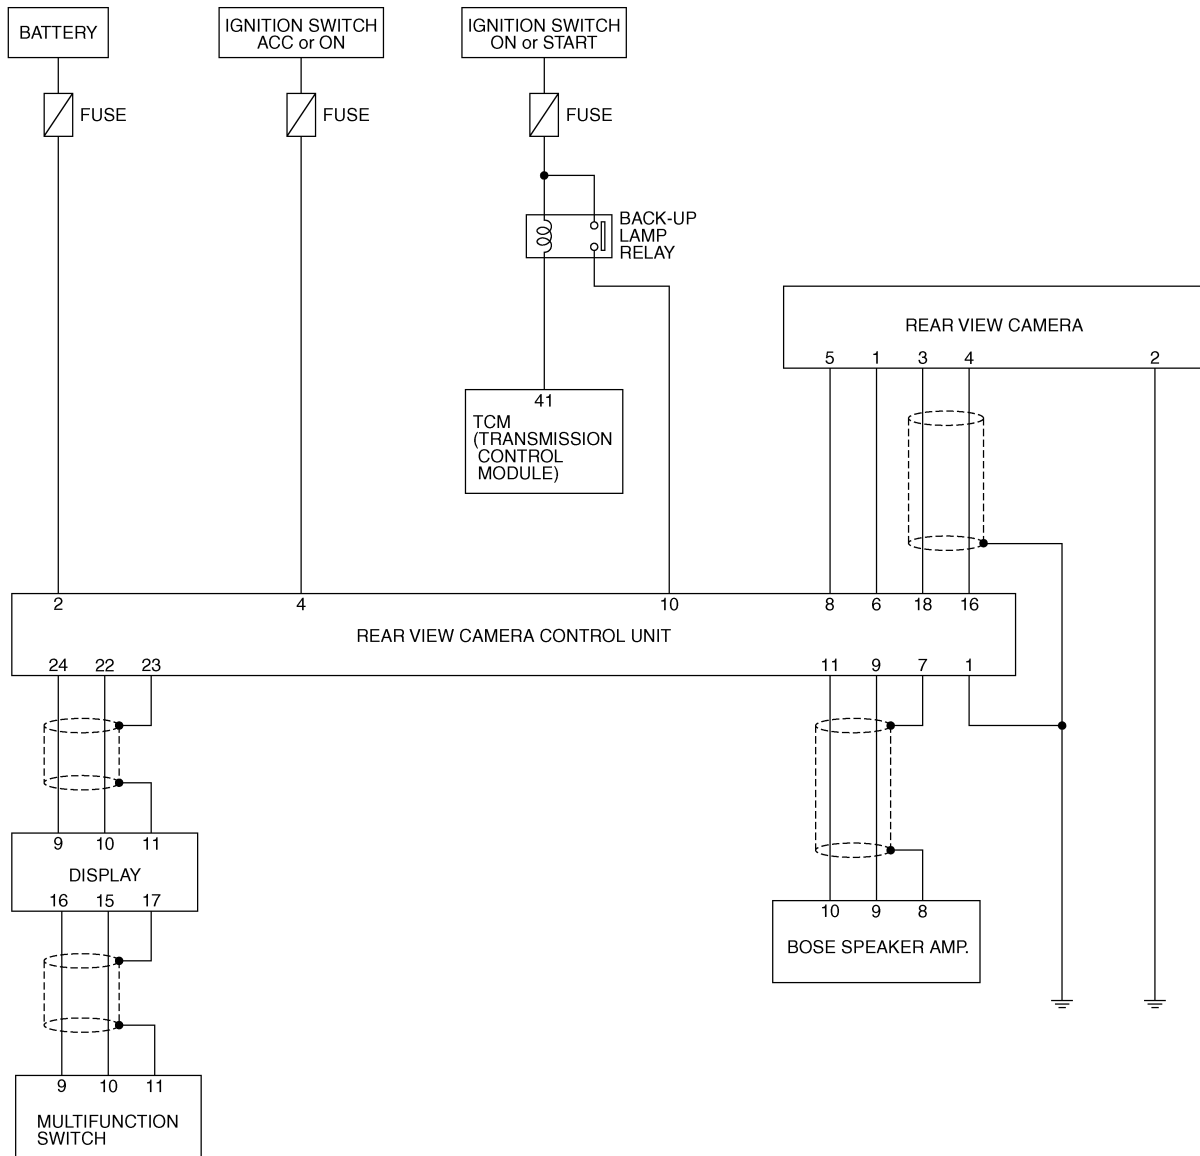 BATTERY
IGNITION SWITCH
ACC or ON
IGNITION SWITCH
ON or START
FUSE
FUSE
FUSE
BACK-UP
LAMP
RELAY
REAR VIEW CAMERA
5 1 3 4 2
41
TCM
(TRANSMISSION
CONTROL
MODULE)
2 4 10 8 6 18 16
REAR VIEW CAMERA CONTROL UNIT
24 22 23 11 9 7 1
9 10 11
DISPLAY
16 15 17
10 9 8
BOSE SPEAKER AMP.
9 10 11
MULTIFUNCTION
SWITCH